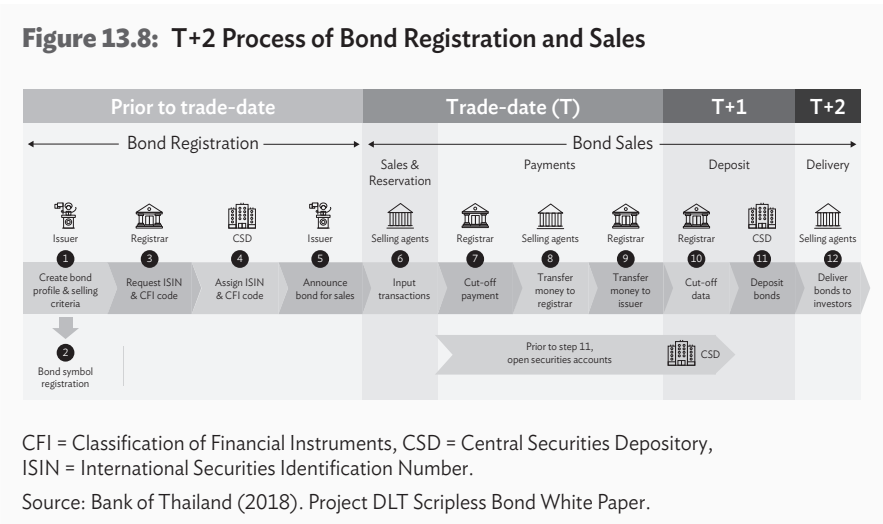 Figure 13.8: T+2 Process of Bond Registration and Sales
Prior to trade-date
Trade-date (T)
T+1
T+2
Bond Registration
Bond Sales
Sales &
Reservation
Payments
Deposit
Delivery
Issuer
Registrar
CSD
Issuer
Selling agents
Registrar
Selling agents
Registrar
Registrar
CSD
Selling agents
1
3
4
5
6
7
8
9
10
11
12
Create bond
profile & selling
criteria
Request ISIN
& CFI code
Assign ISIN
& CFI code
Announce
bond for sales
Input
transactions
Cut-off
payment
Transfer
money to
registrar
Transfer
money to
issuer
Cut-off
data
Deposit
bonds
Deliver
bonds to
investors
2
Bond symbol
registration
Prior to step 11,
open securities accounts
CSD
CFI = Classification of Financial Instruments, CSD = Central Securities Depository,
ISIN = International Securities Identification Number.
Source: Bank of Thailand (2018). Project DLT Scripless Bond White Paper.